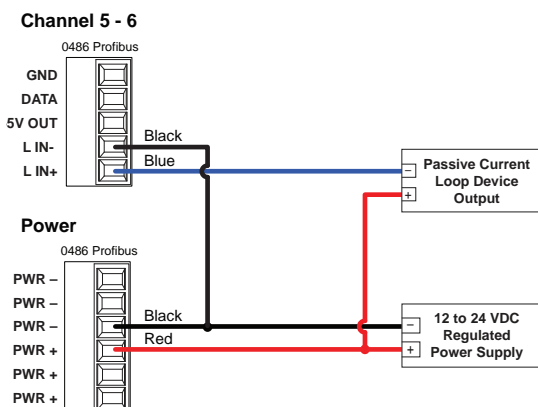 Channel 5 - 6
0486 Profibus
GND
DATA
5V OUT
L IN-
L IN+
Black
Blue
Passive Current
Loop Device
Output
−
+
Power
0486 Profibus
PWR –
PWR –
PWR –
PWR +
PWR +
PWR +
Black
Red
−
+
12 to 24 VDC
Regulated
Power Supply